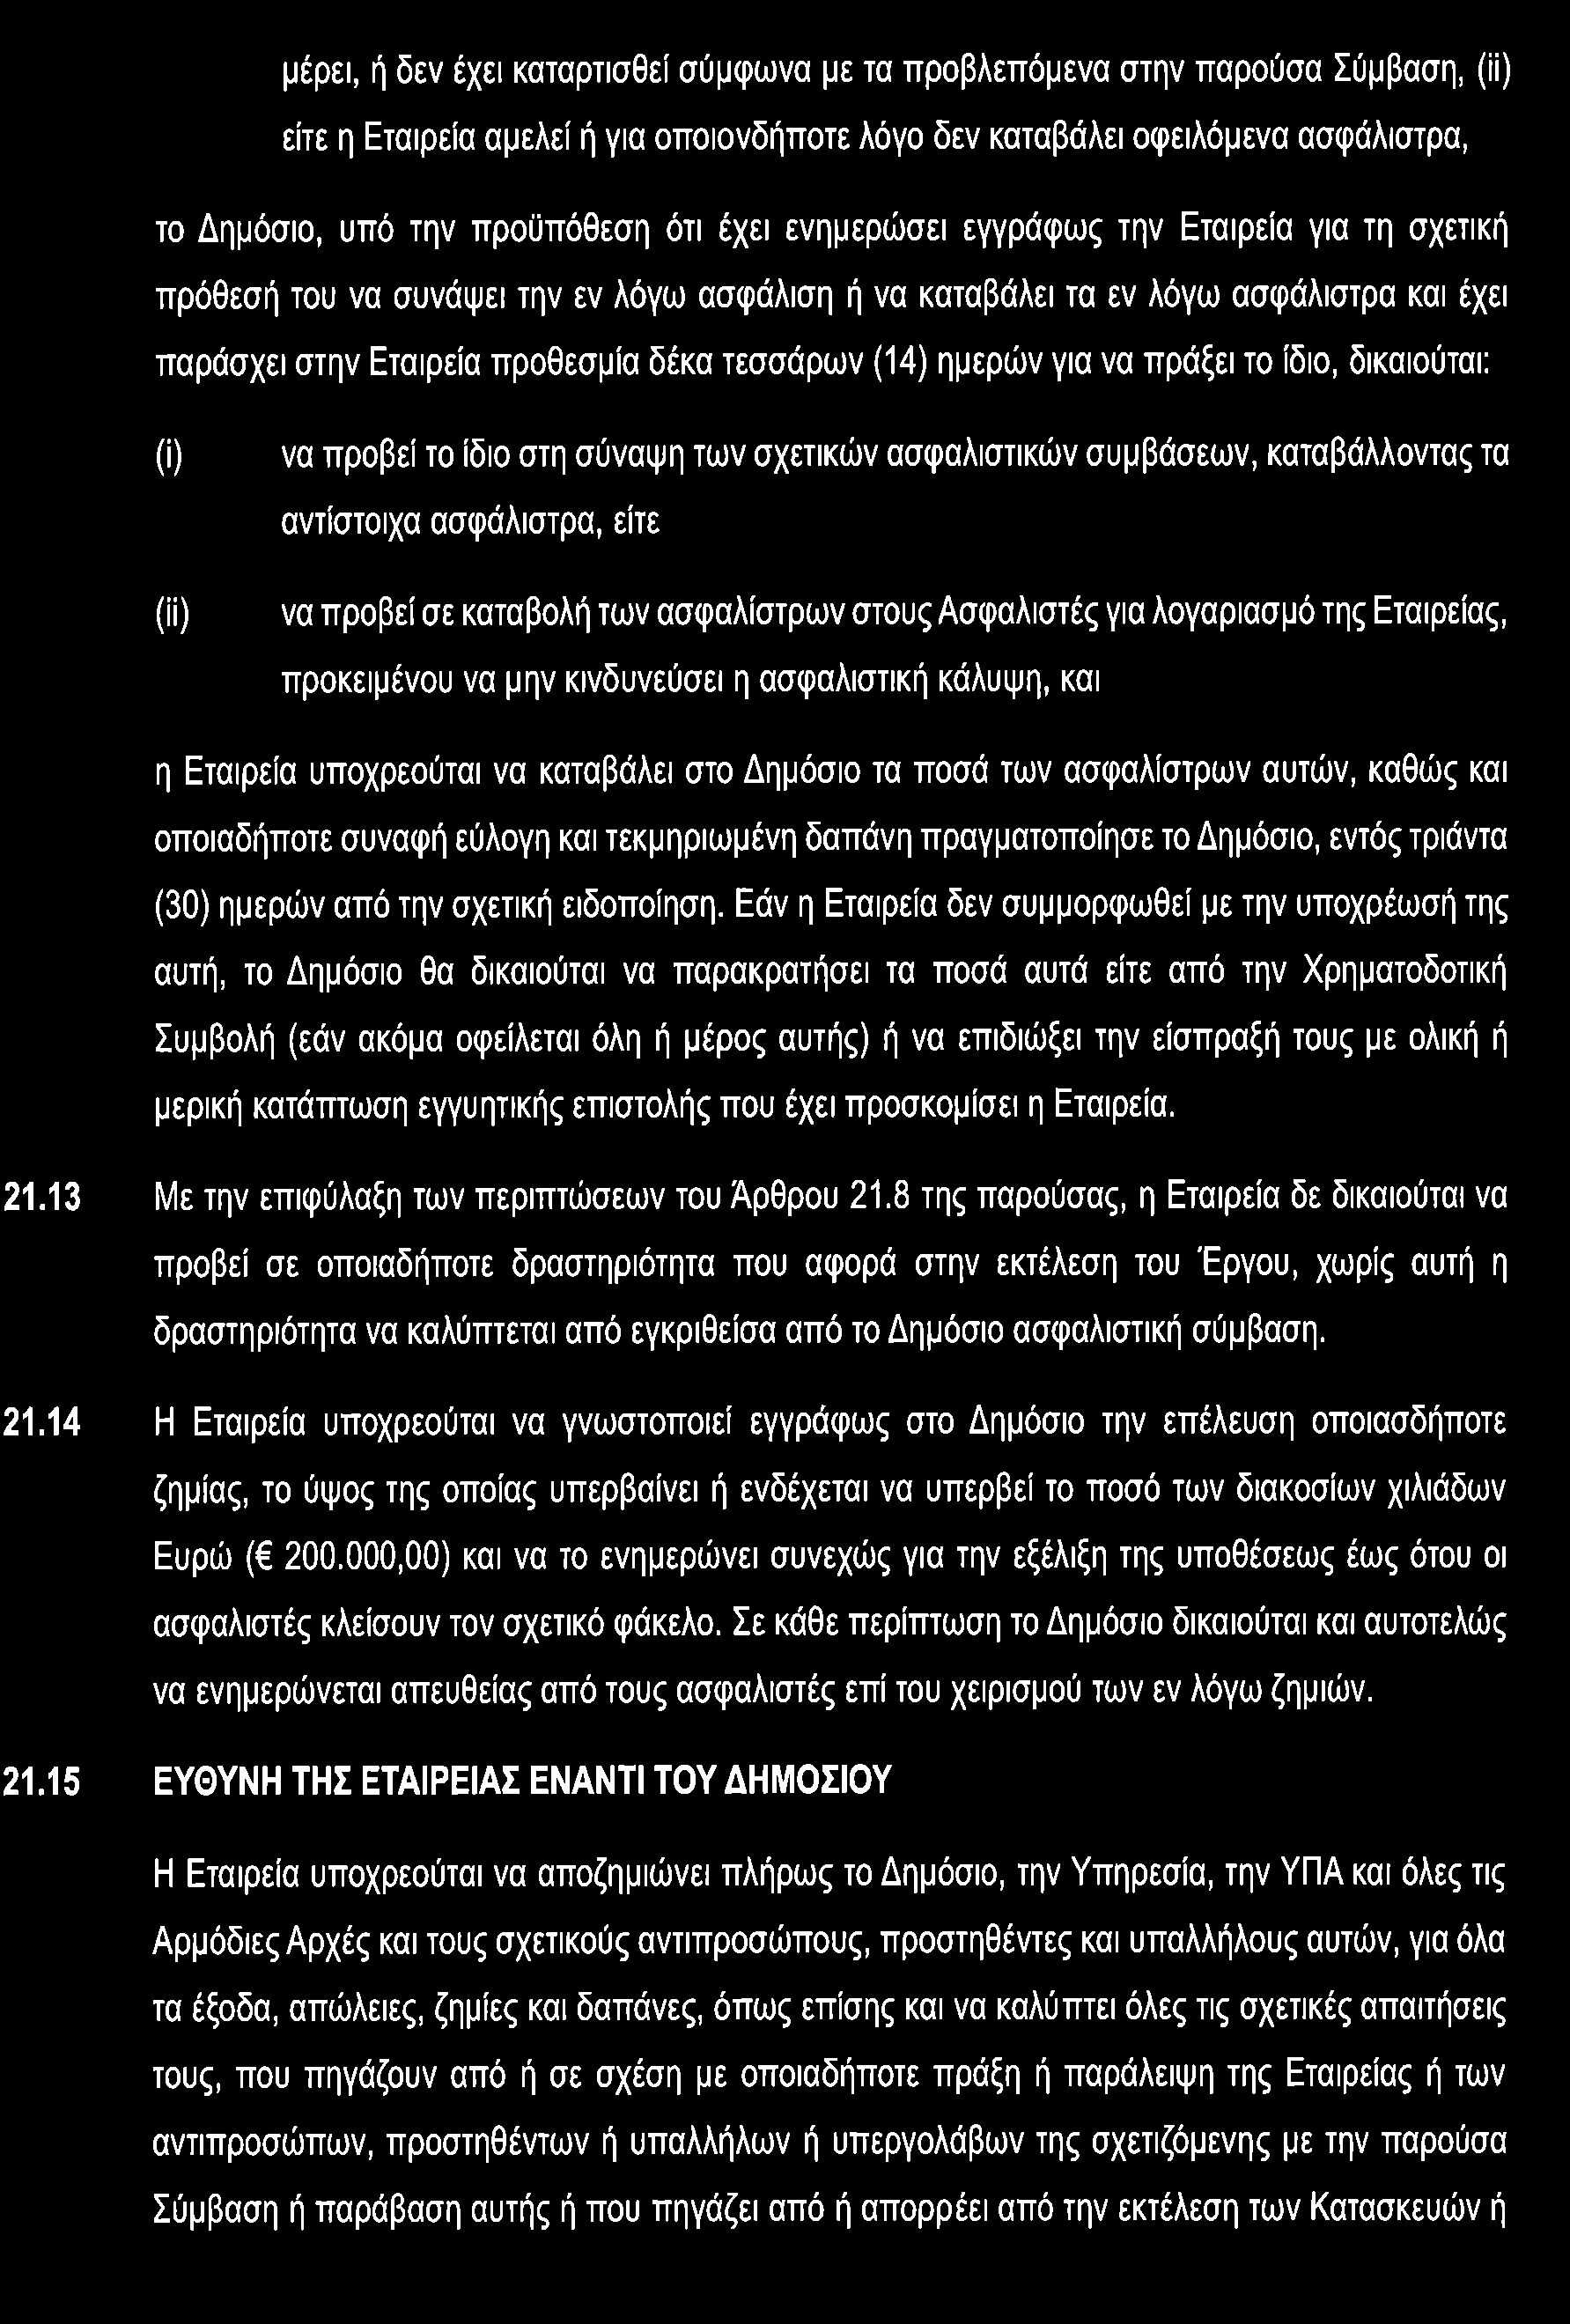 μέρει, ή δεν έχει καταρτισθεί σύμφωνα με τα προβλεπόμενα στην παρούσα Σύμβαση, (ii)
είτε η Εταιρεία αμελεί ή για οποιονδήποτε λόγο δεν καταβάλει οφειλόμενα ασφάλιστρα,
το Δημόσιο, υπό την προϋπόθεση ότι έχει ενημερώσει εγγράφως την Εταιρεία για τη σχετική
πρόθεσή του να συνάψει την εν λόγω ασφάλιση ή να καταβάλει τα εν λόγω ασφάλιστρα και έχει
παράσχει στην Εταιρεία προθεσμία δέκα τεσσάρων (14) ημερών για να πράξει το ίδιο, δικαιούται:
(i) να προβεί το ίδιο στη σύναψη των σχετικών ασφαλιστικών συμβάσεων, καταβάλλοντας τα
αντίστοιχα ασφάλιστρα, είτε
(ii) να προβεί σε καταβολή των ασφαλίστρων στους Ασφαλιστές για λογαριασμό της Εταιρείας,
προκειμένου να μην κινδυνεύσει η ασφαλιστική κάλυψη, και
η Εταιρεία υποχρεούται να καταβάλει στο Δημόσιο τα ποσά των ασφαλίστρων αυτών, καθώς και
οποιαδήποτε συναφή εύλογη και τεκμηριωμένη δαπάνη πραγματοποίησε το Δημόσιο, εντός τριάντα
(30) ημερών από την σχετική ειδοποίηση. Εάν η Εταιρεία δεν συμμορφωθεί με την υποχρέωσή της
αυτή, το Δημόσιο θα δικαιούται να παρακρατήσει τα ποσά αυτά είτε από την Χρηματοδοτική
Συμβολή (εάν ακόμα οφείλεται όλη ή μέρος αυτής) ή να επιδιώξει την είσπραξή τους με ολική ή
μερική κατάπτωση εγγυητικής επιστολής που έχει προσκομίσει η Εταιρεία.
21.13 Με την επιφύλαξη των περιπτώσεων του Άρθρου 21.8 της παρούσας, η Εταιρεία δε δικαιούται να
προβεί σε οποιαδήποτε δραστηριότητα που αφορά στην εκτέλεση του Έργου, χωρίς αυτή η
δραστηριότητα να καλύπτεται από εγκριθείσα από το Δημόσιο ασφαλιστική σύμβαση.
21.14 Η Εταιρεία υποχρεούται να γνωστοποιεί εγγράφως στο Δημόσιο την επέλευση οποιασδήποτε
ζημίας, το ύψος της οποίας υπερβαίνει ή ενδέχεται να υπερβεί το ποσό των διακοσίων χιλιάδων
Ευρώ (€ 200.000,00) και να το ενημερώνει συνεχώς για την εξέλιξη της υποθέσεως έως ότου οι
ασφαλιστές κλείσουν τον σχετικό φάκελο. Σε κάθε περίπτωση το Δημόσιο δικαιούται και αυτοτελώς
να ενημερώνεται απευθείας από τους ασφαλιστές επί του χειρισμού των εν λόγω ζημιών.
21.15 ΕΥΘΥΝΗ ΤΗΣ ΕΤΑΙΡΕΙΑΣ ΕΝΑΝΤΙ ΤΟΥ ΔΗΜΟΣΙΟΥ
Η Εταιρεία υποχρεούται να αποζημιώνει πλήρως το Δημόσιο, την Υπηρεσία, την ΥΠΑ και όλες τις
Αρμόδιες Αρχές και τους σχετικούς αντιπροσώπους, προστηθέντες και υπαλλήλους αυτών, για όλα
τα έξοδα, απώλειες, ζημίες και δαπάνες, όπως επίσης και να καλύπτει όλες τις σχετικές απαιτήσεις
τους, που πηγάζουν από ή σε σχέση με οποιαδήποτε πράξη ή παράλειψη της Εταιρείας ή των
αντιπροσώπων, προστηθέντων ή υπαλλήλων ή υπεργολάβων της σχετιζόμενης με την παρούσα
Σύμβαση ή παράβαση αυτής ή που πηγάζει από ή απορρέει από την εκτέλεση των Κατασκευών ή